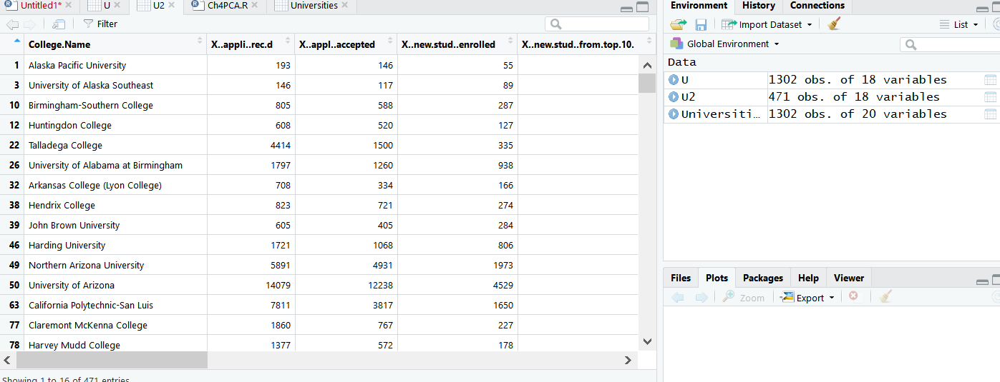 Untitled1* U U2 Ch4PCA.R Universities
Filter
College.Name X..appli..rec.d X..appl..accepted X..new.stud..enrolled X..new.stud..from.top.10.
1 Alaska Pacific University 193 146 55
3 University of Alaska Southeast 146 117 89
10 Birmingham-Southern College 805 588 287
12 Huntingdon College 608 520 127
22 Talladega College 4414 1500 335
26 University of Alabama at Birmingham 1797 1260 938
32 Arkansas College (Lyon College) 708 334 166
38 Hendrix College 823 721 274
39 John Brown University 605 405 284
46 Harding University 1721 1068 806
49 Northern Arizona University 5891 4931 1973
50 University of Arizona 14079 12238 4529
63 California Polytechnic-San Luis 7811 3817 1650
77 Claremont McKenna College 1860 767 227
78 Harvey Mudd College 1377 572 178
Showing 1 to 16 of 471 entries
Environment History Connections
Import Dataset List
Global Environment
Data
U 1302 obs. of 18 variables
U2 471 obs. of 18 variables
Universiti… 1302 obs. of 20 variables
Files Plots Packages Help Viewer
Zoom Export